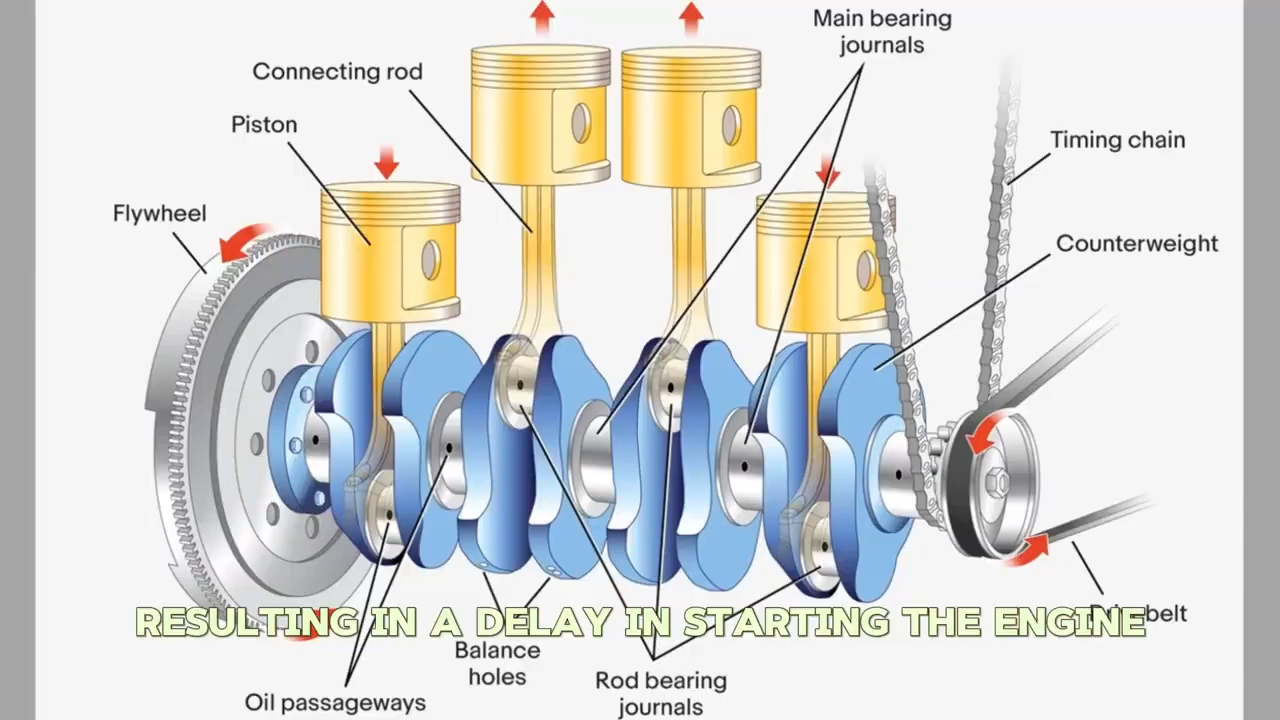 Main bearing
journals
Connecting rod
Piston
Timing chain
Flywheel
Counterweight
RESULTING IN A DELAY IN STARTING THE ENGINE
belt
Balance
holes
Rod bearing
journals
Oil passageways